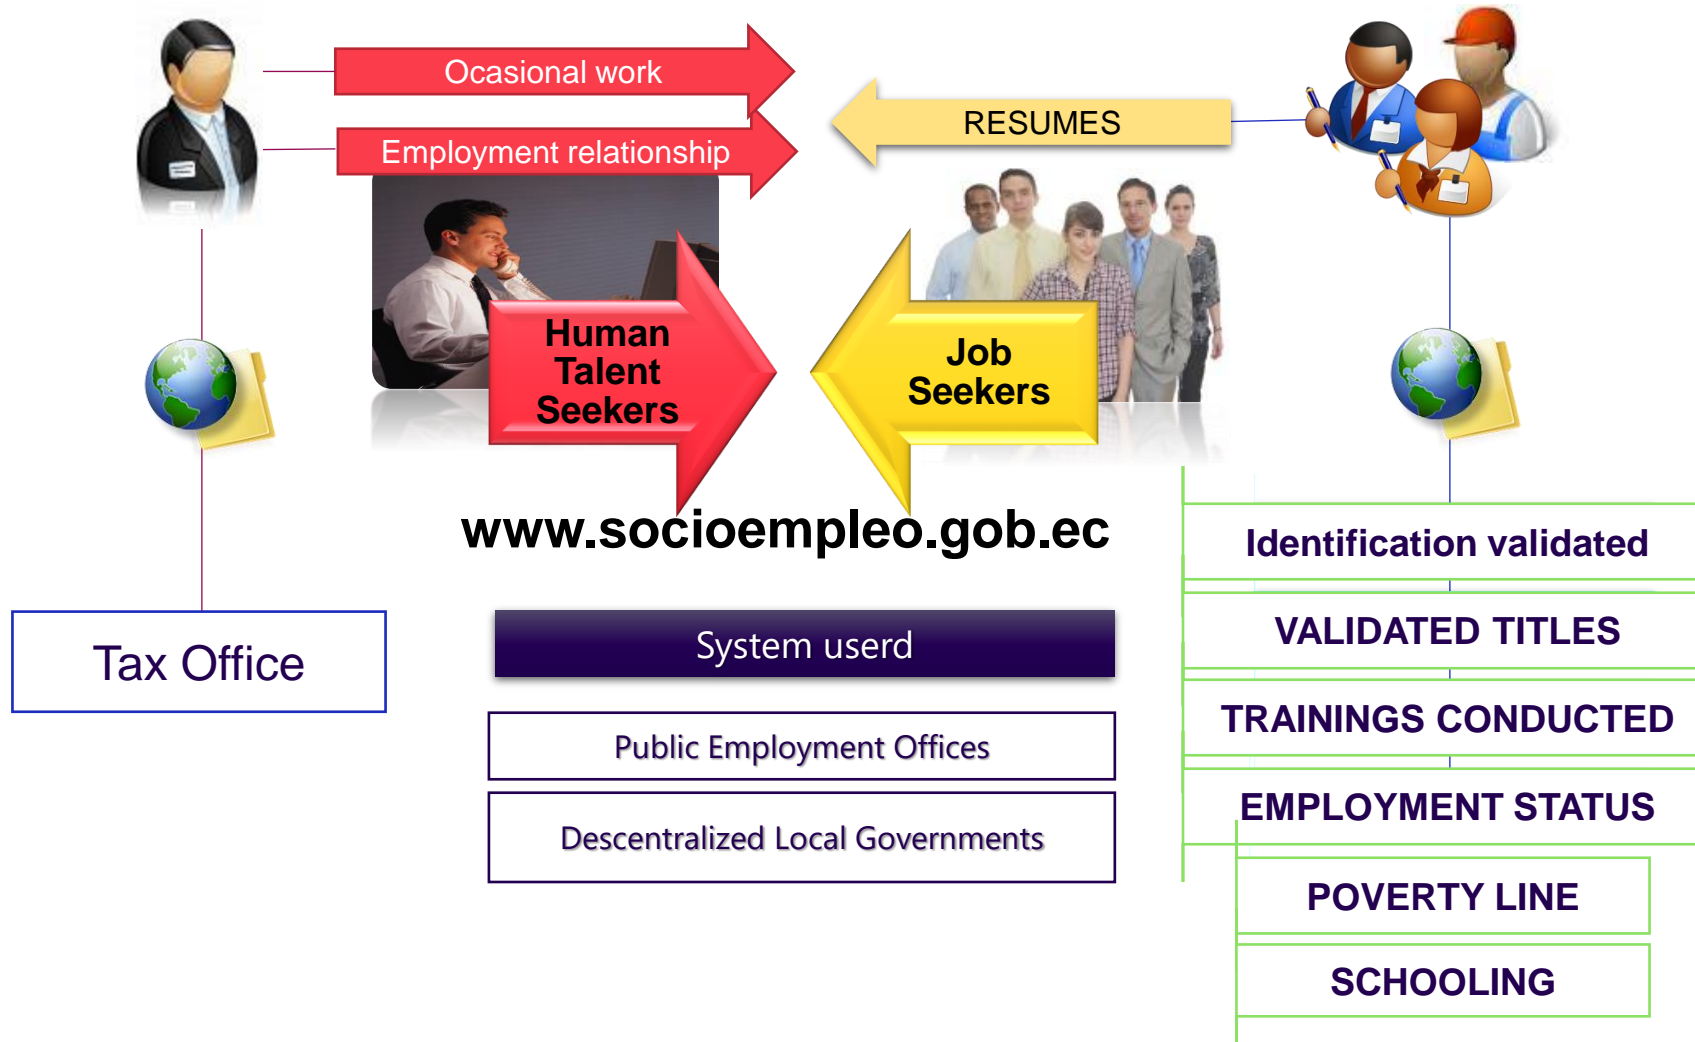 Ocasional work
RESUMES
Employment relationship
Human
Talent
Seekers
Job
Seekers
www.socioempleo.gob.ec
Identification validated
VALIDATED TITLES
TRAININGS CONDUCTED
EMPLOYMENT STATUS
POVERTY LINE
SCHOOLING
Tax Office
System userd
Public Employment Offices
Descentralized Local Governments